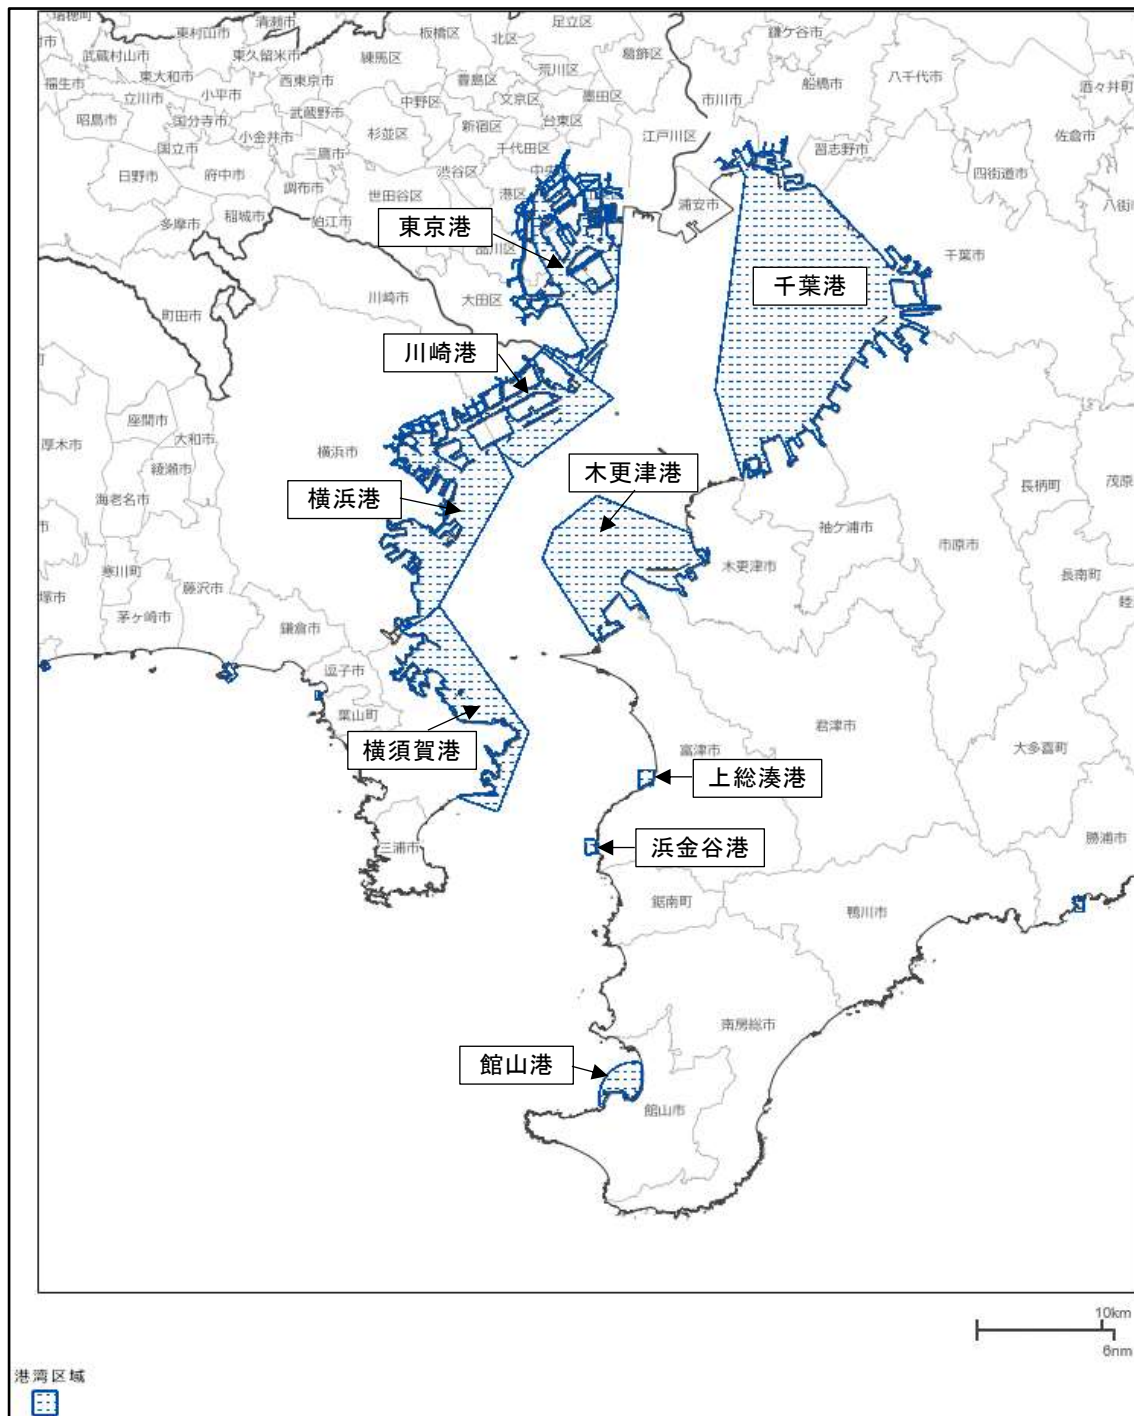 清瀬市
足立区
東村山市
板橋区
北区
鎌ケ谷市
武蔵村山市
東久留米市
練馬区
葛飾区
荒川区
船橋市
八千代市
福生市
東大和市
西東京市
豊島区
酒々井町
立川市
小平市
中野区
文京区
墨田区
市川市
昭島市
国分寺市
武蔵野市
新宿区
台東区
小金井市
杉並区
江戸川区
佐倉市
国立市
三鷹市
千代田区
習志野市
日野市
府中市
渋谷区
中央区
四街道市
調布市
世田谷区
港区
浦安市
多摩市
稲城市
狛江市
東京港
品川区
千葉市
千葉港
川崎市
大田区
町田市
川崎港
座間市
大和市
厚木市
横浜市
綾瀬市
木更津港
海老名市
横浜港
長柄町
袖ケ浦市
市原市
寒川町
藤沢市
木更津市
長南町
茅ヶ崎市
鎌倉市
逗子市
葉山町
君津市
横須賀港
富津市
大多喜町
上総湊港
三浦市
浜金谷港
勝浦市
鋸南町
鴨川市
南房総市
館山港
館山市
10km
6nm
港湾区域